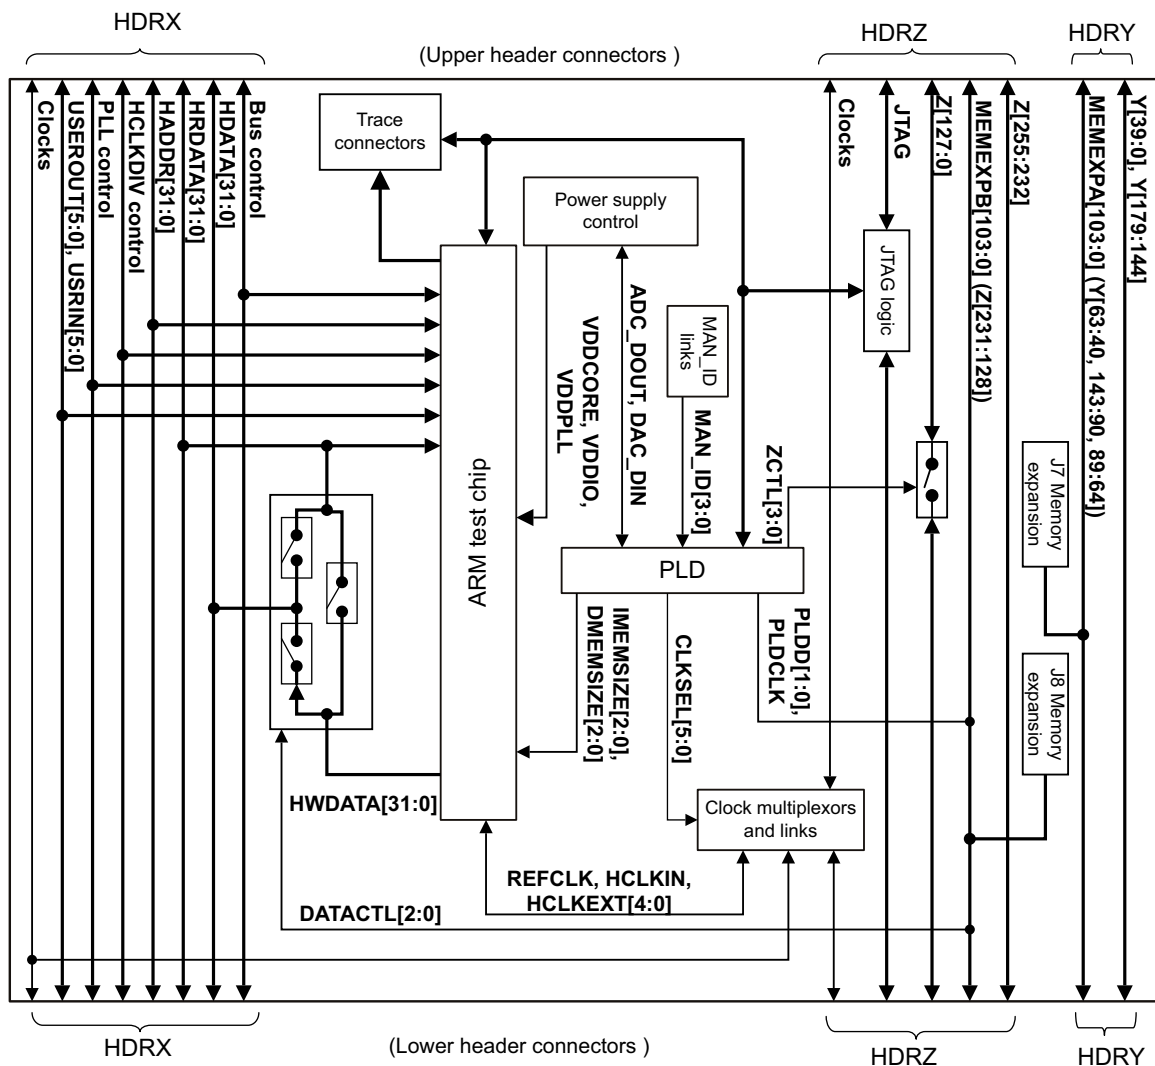 HDRX
(Upper header connectors )
HDRZ
HDRY
Clocks
USEROUT[5:0], USRIN[5:0]
PLL control
HCLKDIV control
HADDR[31:0]
HRDATA[31:0]
HDATA[31:0]
Bus control
Trace
connectors
Power supply
control
Clocks
JTAG
Z[127:0]
MEMEXPB[103:0] (Z[231:128])
Z[255:232]
MEMEXPA[103:0] (Y[63:40, 143:90, 89:64])
Y[39:0], Y[179:144]
JTAG logic
VDDCORE, VDDIO,
VDDPLL
ADC_DOUT, DAC_DIN
MAN_ID
links
MAN_ID[3:0]
ZCTL[3:0]
ARM test chip
PLD
J7 Memory
expansion
IMEMSIZE[2:0],
DMEMSIZE[2:0]
CLKSEL[5:0]
PLDD[1:0],
PLDCLK
J8 Memory
expansion
HWDATA[31:0]
Clock multiplexors
and links
REFCLK, HCLKIN,
HCLKEXT[4:0]
DATACTL[2:0]
HDRX
(Lower header connectors )
HDRZ
HDRY